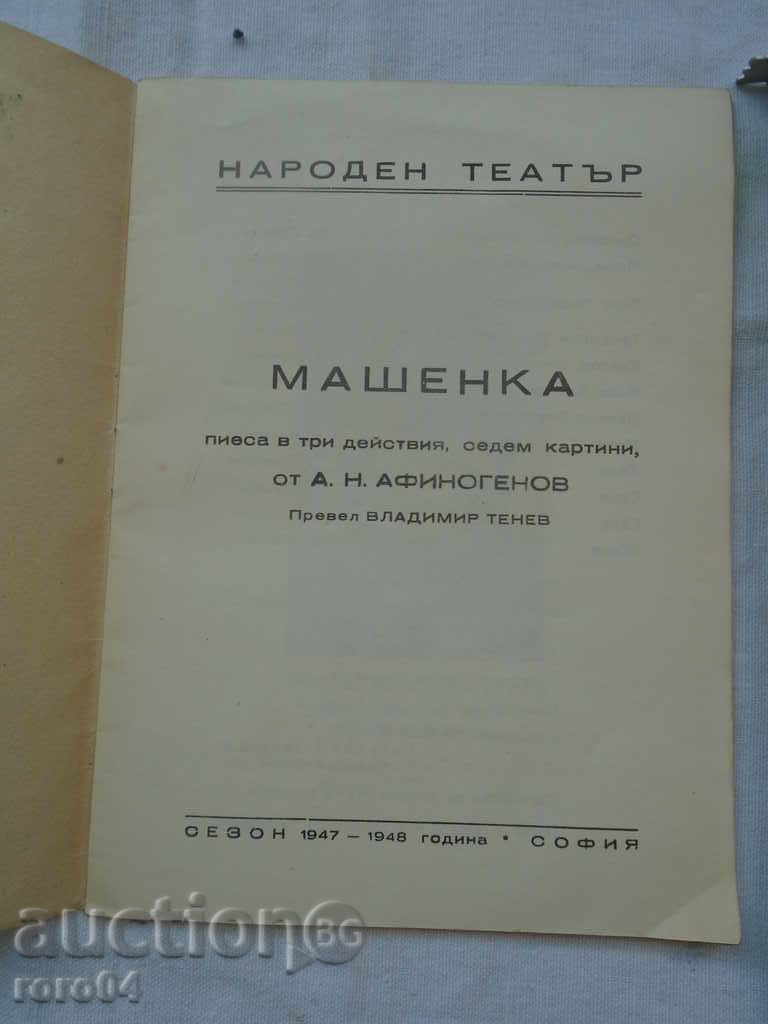 НАРОДЕН ТЕАТЪР
МАШЕНКА
пиеса в три действия, седем картини,
от А. Н. АФИНОГЕНОВ
Превел ВЛАДИМИР ТЕНЕВ
СЕЗОН 1947 — 1948 година * СОФИЯ
auction BG
roro04